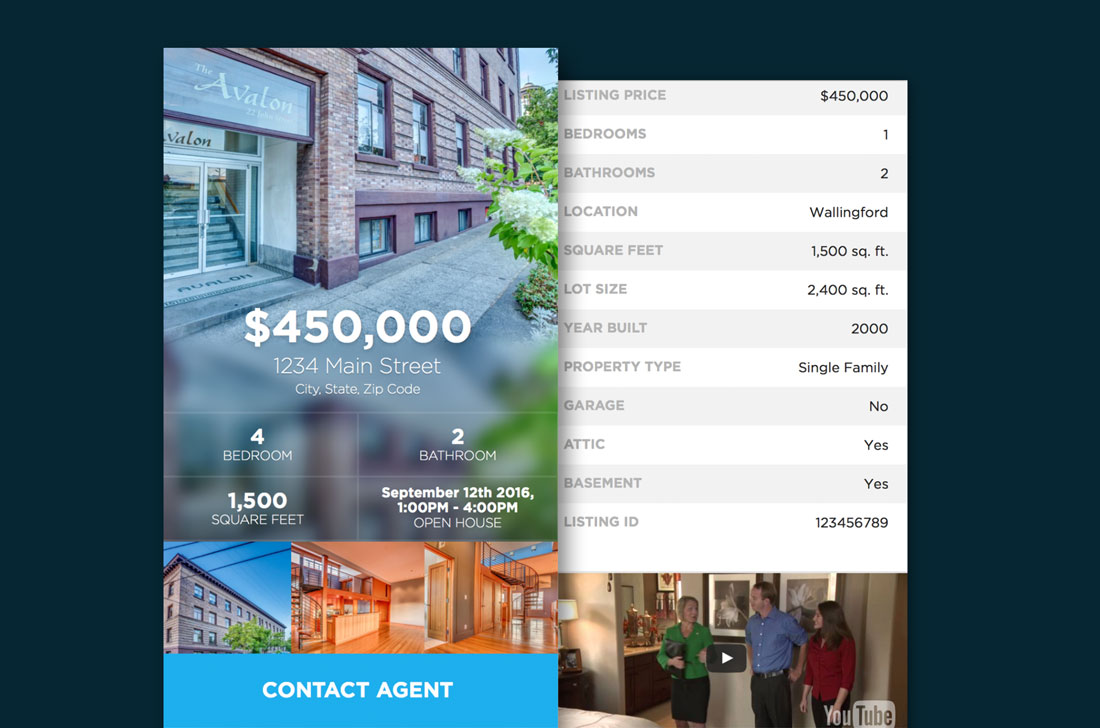 The
Avalon
22 John Street
Avalon
AVALON
$450,000
1234 Main Street
City, State, Zip Code
4
BEDROOM
2
BATHROOM
1,500
SQUARE FEET
September 12th 2016,
1:00PM - 4:00PM
OPEN HOUSE
CONTACT AGENT
LISTING PRICE $450,000
BEDROOMS 1
BATHROOMS 2
LOCATION Wallingford
SQUARE FEET 1,500 sq. ft.
LOT SIZE 2,400 sq. ft.
YEAR BUILT 2000
PROPERTY TYPE Single Family
GARAGE No
ATTIC Yes
BASEMENT Yes
LISTING ID 123456789
YouTube